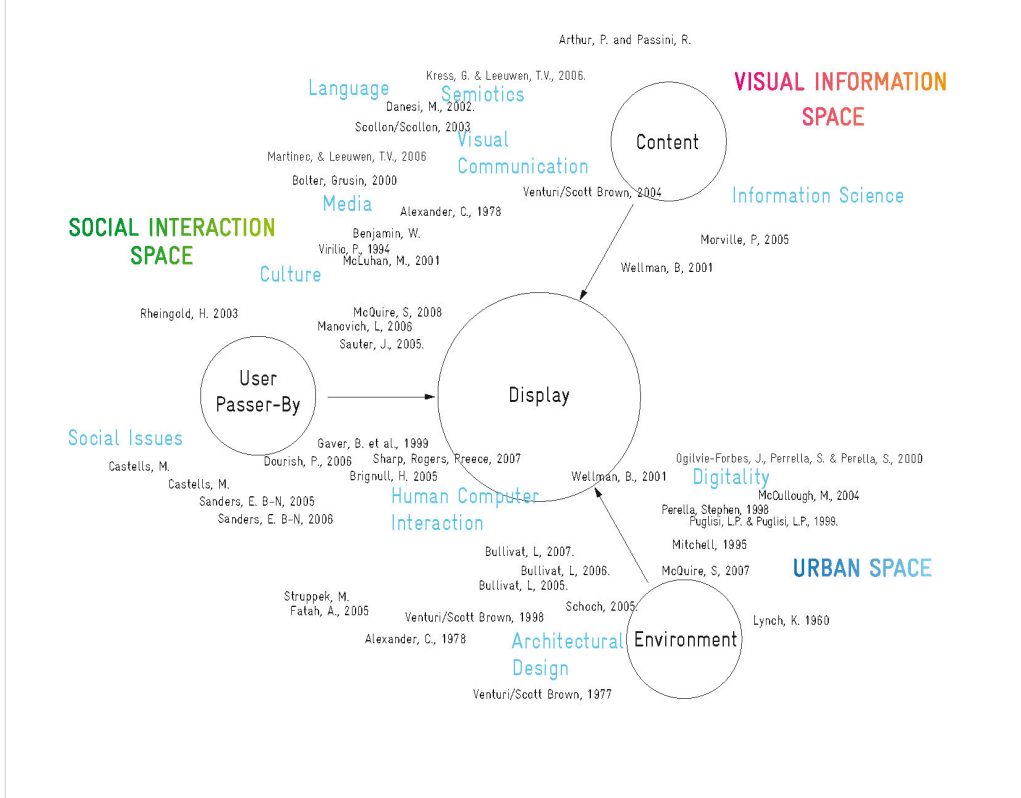 Arthur, P. and Passini, R.
Kress, G. & Leeuwen, T.V., 2006.
VISUAL INFORMATION
SPACE
Language
Semiotics
Danesi, M., 2002.
Scollon/Scollon, 2003
Visual
Communication
Content
Martinec, & Leeuwen, T.V., 2006
Bolter, Grusin, 2000
Venturi/Scott Brown, 2004
Information Science
Media
Alexander, C., 1978
SOCIAL INTERACTION
SPACE
Benjamin, W.
Virilio, P., 1994
McLuhan, M., 2001
Morville, P, 2005
Wellman, B, 2001
Culture
Rheingold, H. 2003
McQuire, S, 2008
Manovich, L, 2006
Sauter, J., 2005.
User
Passer-By
Display
Social Issues
Gaver, B. et al., 1999
Dourish, P., 2006
Sharp, Rogers, Preece, 2007
Brignull, H. 2005
Castells, M.
Castells, M.
Sanders, E. B-N, 2005
Sanders, E. B-N, 2006
Human Computer
Interaction
Wellman, B., 2001
Ogilvie-Forbes, J., Perrella, S. & Perella, S., 2000
Digitality
McCullough, M, 2004
Perella, Stephen, 1998
Puglisi, L.P. & Puglisi, L.P., 1999.
Mitchell, 1995
McQuire, S, 2007
URBAN SPACE
Bullivat, L, 2007.
Bullivat, L, 2006.
Bullivat, L, 2005.
Schoch, 2005.
Struppek, M.
Fatah, A., 2005
Venturi/Scott Brown, 1998
Alexander, C., 1978
Architectural
Design
Environment
Lynch, K. 1960
Venturi/Scott Brown, 1977